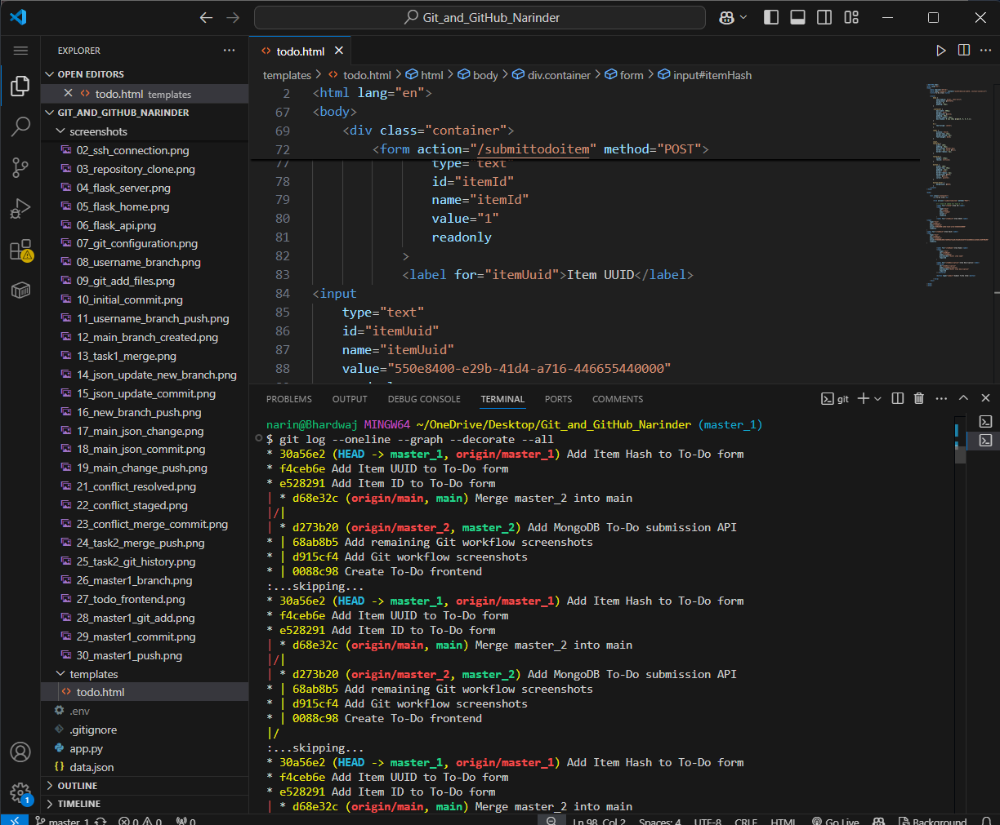 Git_and_GitHub_Narinder
EXPLORER
OPEN EDITORS
todo.html templates
GIT_AND_GITHUB_NARINDER
screenshots
02_ssh_connection.png
03_repository_clone.png
04_flask_server.png
05_flask_home.png
06_flask_api.png
07_git_configuration.png
08_username_branch.png
09_git_add_files.png
10_initial_commit.png
11_username_branch_push.png
12_main_branch_created.png
13_task1_merge.png
14_json_update_new_branch.png
15_json_update_commit.png
16_new_branch_push.png
17_main_json_change.png
18_main_json_commit.png
19_main_change_push.png
21_conflict_resolved.png
22_conflict_staged.png
23_conflict_merge_commit.png
24_task2_merge_push.png
25_task2_git_history.png
26_master1_branch.png
27_todo_frontend.png
28_master1_git_add.png
29_master1_commit.png
30_master1_push.png
templates
todo.html
.env
.gitignore
app.py
data.json
OUTLINE
TIMELINE
todo.html
templates > todo.html > html > body > div.container > form > input#itemHash
2 <html lang="en">
67 <body>
69 <div class="container">
72 <form action="/submittodoitem" method="POST">
77 type="text"
78 id="itemId"
79 name="itemId"
80 value="1"
81 readonly
82 >
83 <label for="itemUuid">Item UUID</label>
84 <input
85 type="text"
86 id="itemUuid"
87 name="itemUuid"
88 value="550e8400-e29b-41d4-a716-446655440000"
PROBLEMS OUTPUT DEBUG CONSOLE TERMINAL PORTS COMMENTS
git
narin@Bhardwaj MINGW64 ~/OneDrive/Desktop/Git_and_GitHub_Narinder (master_1)
$ git log --oneline --graph --decorate --all
* 30a56e2 (HEAD -> master_1, origin/master_1) Add Item Hash to To-Do form
* f4ceb6e Add Item UUID to To-Do form
* e528291 Add Item ID to To-Do form
| * d68e32c (origin/main, main) Merge master_2 into main
|/|
| * d273b20 (origin/master_2, master_2) Add MongoDB To-Do submission API
* | 68ab8b5 Add remaining Git workflow screenshots
* | d915cf4 Add Git workflow screenshots
* | 0088c98 Create To-Do frontend
:...skipping...
* 30a56e2 (HEAD -> master_1, origin/master_1) Add Item Hash to To-Do form
* f4ceb6e Add Item UUID to To-Do form
* e528291 Add Item ID to To-Do form
| * d68e32c (origin/main, main) Merge master_2 into main
|/|
| * d273b20 (origin/master_2, master_2) Add MongoDB To-Do submission API
* | 68ab8b5 Add remaining Git workflow screenshots
* | d915cf4 Add Git workflow screenshots
* | 0088c98 Create To-Do frontend
|/
:...skipping...
* 30a56e2 (HEAD -> master_1, origin/master_1) Add Item Hash to To-Do form
* f4ceb6e Add Item UUID to To-Do form
* e528291 Add Item ID to To-Do form
| * d68e32c (origin/main, main) Merge master_2 into main
1
master_1 0 0 0 Ln 98, Col 2 Spaces: 4 UTF-8 CRLF HTML Go Live Background